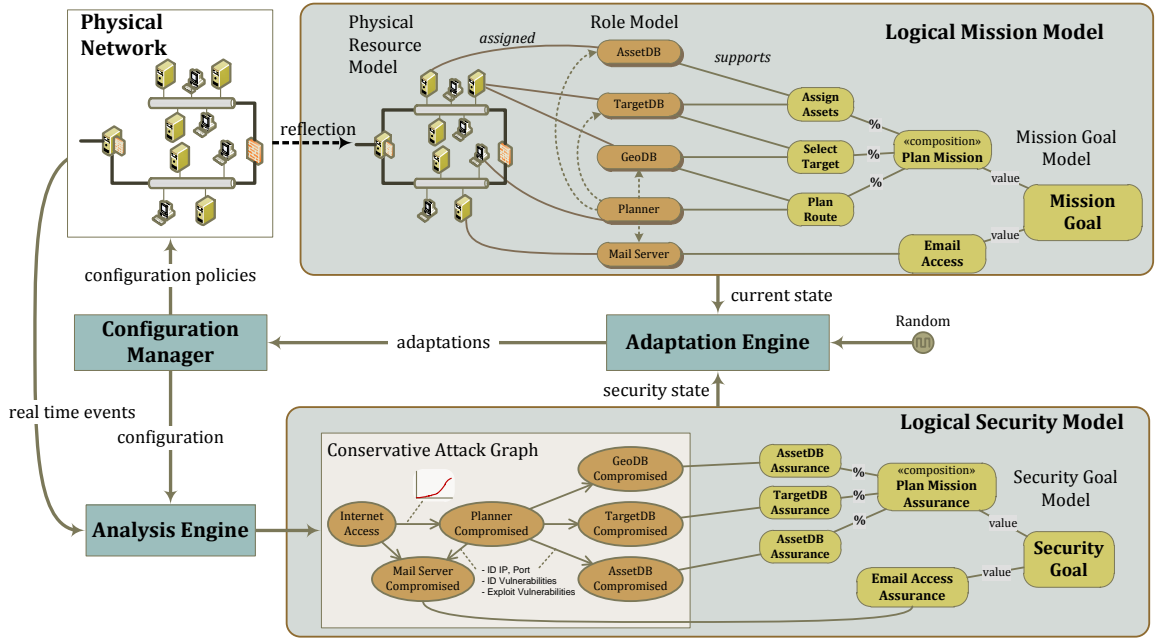 Physical
Network
Physical
Resource
Model
assigned
Role Model
Logical Mission Model
AssetDB
supports
TargetDB
Assign
Assets
%
«composition»
Plan Mission
Mission Goal
Model
reflection
GeoDB
Select
Target
%
%
value
Planner
Plan
Route
Mission
Goal
value
Mail Server
Email
Access
configuration policies
current state
Configuration
Manager
adaptations
Adaptation Engine
Random
security state
real time events
configuration
Logical Security Model
Conservative Attack Graph
GeoDB
Compromised
AssetDB
Assurance
%
«composition»
Plan Mission
Assurance
Security Goal
Model
Analysis Engine
Internet
Access
Planner
Compromised
TargetDB
Compromised
TargetDB
Assurance
%
%
value
AssetDB
Assurance
Security
Goal
value
Mail Server
Compromised
- ID IP, Port
- ID Vulnerabilities
- Exploit Vulnerabilities
AssetDB
Compromised
Email Access
Assurance